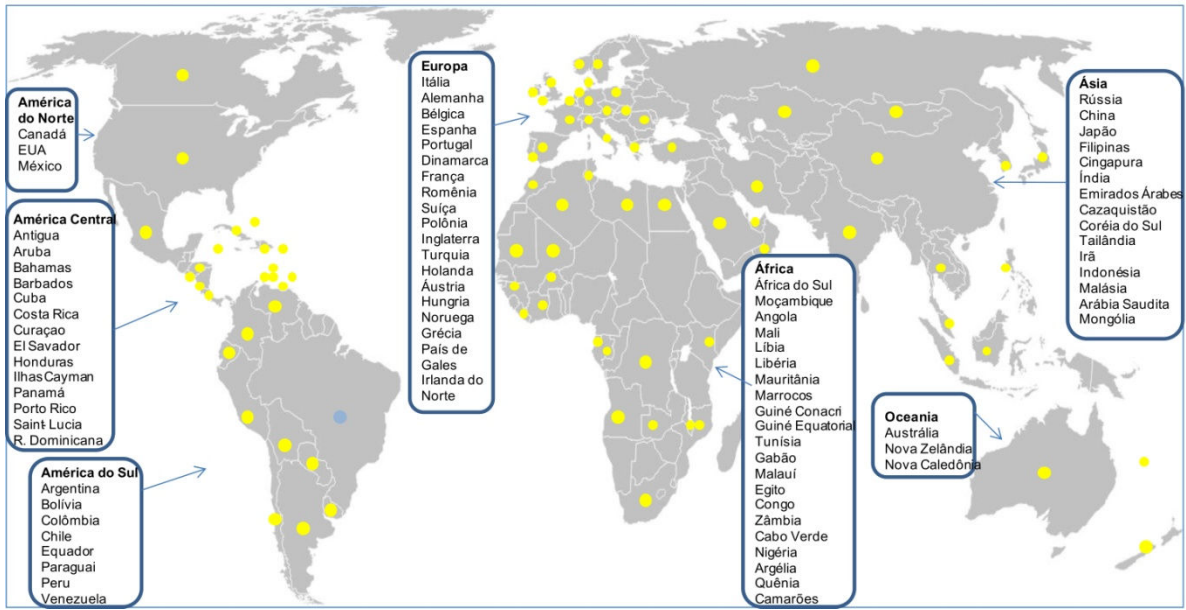 América
do Norte
Canadá
EUA
México
América Central
Antigua
Aruba
Bahamas
Barbados
Cuba
Costa Rica
Curaçao
El Savador
Honduras
IlhasCayman
Panamá
Porto Rico
Saint Lucia
R. Dominicana
América do Sul
Argentina
Bolívia
Colômbia
Chile
Equador
Paraguai
Peru
Venezuela
Europa
Itália
Alemanha
Bélgica
Espanha
Portugal
Dinamarca
França
Romênia
Suíça
Polônia
Inglaterra
Turquia
Holanda
Áustria
Hungria
Noruega
Grécia
País de
Gales
Irlanda do
Norte
África
África do Sul
Moçambique
Angola
Mali
Líbia
Libéria
Mauritânia
Marrocos
Guiné Conacri
Guiné Equatorial
Tunísia
Gabão
Malauí
Egito
Congo
Zâmbia
Cabo Verde
Nigéria
Argélia
Quênia
Camarões
Ásia
Rússia
China
Japão
Filipinas
Cingapura
Índia
Emirados Árabes
Cazaquistão
Coréia do Sul
Tailândia
Irã
Indonésia
Malásia
Arábia Saudita
Mongólia
Oceania
Austrália
Nova Zelândia
Nova Caledônia